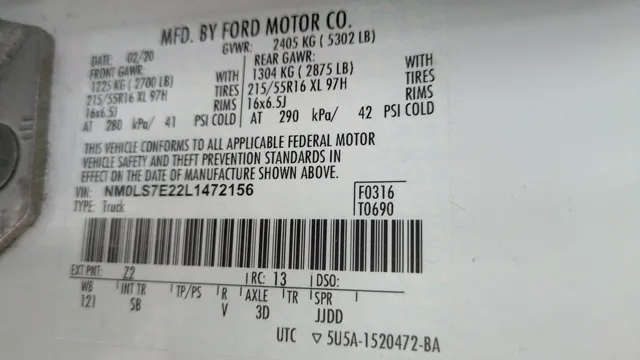 MFD. BY FORD MOTOR CO.
DATE: 02/20 GVWR: 2405 KG ( 5302 LB)
FRONT GAWR: REAR GAWR:
1225 KG ( 2700 LB) WITH 1304 KG ( 2875 LB) WITH
215/55R16 XL 97H TIRES 215/55R16 XL 97H TIRES
16x6.5J RIMS 16x6.5J RIMS
AT 280 kPa/ 41 PSI COLD AT 290 kPa/ 42 PSI COLD
THIS VEHICLE CONFORMS TO ALL APPLICABLE FEDERAL MOTOR
VEHICLE SAFETY AND THEFT PREVENTION STANDARDS IN
EFFECT ON THE DATE OF MANUFACTURE SHOWN ABOVE.
VIN: NM0LS7E22L1472156 F0316
TYPE: Truck T0690
EXT PNT: Z2 RC: 13 DSO:
WB INT TR TP/PS R AXLE TR SPR
121 SB V 3D JJDD
UTC ▽ 5U5A-1520472-BA